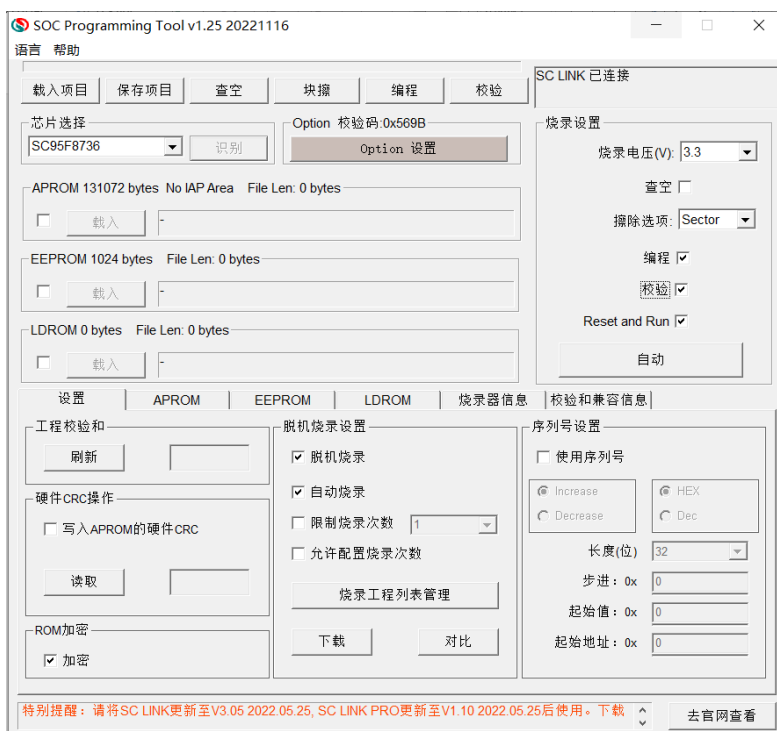 SOC Programming Tool v1.25 20221116
语言 帮助
载入项目 保存项目 查空 块擦 编程 校验
SC LINK 已连接
芯片选择
SC95F8736 识别
Option 校验码:0x569B
Option 设置
烧录设置
烧录电压(V): 3.3
查空
擦除选项: Sector
编程
校验
Reset and Run
自动
APROM 131072 bytes No IAP Area File Len: 0 bytes
载入 -
EEPROM 1024 bytes File Len: 0 bytes
载入 -
LDROM 0 bytes File Len: 0 bytes
载入 -
设置 APROM EEPROM LDROM 烧录器信息 校验和兼容信息
工程校验和
刷新
硬件CRC操作
写入APROM的硬件CRC
读取
ROM加密
加密
脱机烧录设置
脱机烧录
自动烧录
限制烧录次数 1
允许配置烧录次数
烧录工程列表管理
下载 对比
序列号设置
使用序列号
Increase HEX
Decrease Dec
长度(位) 32
步进: 0x 0
起始值: 0x 0
起始地址: 0x 0
特别提醒: 请将SC LINK更新至V3.05 2022.05.25, SC LINK PRO更新至V1.10 2022.05.25后使用。下载
去官网查看